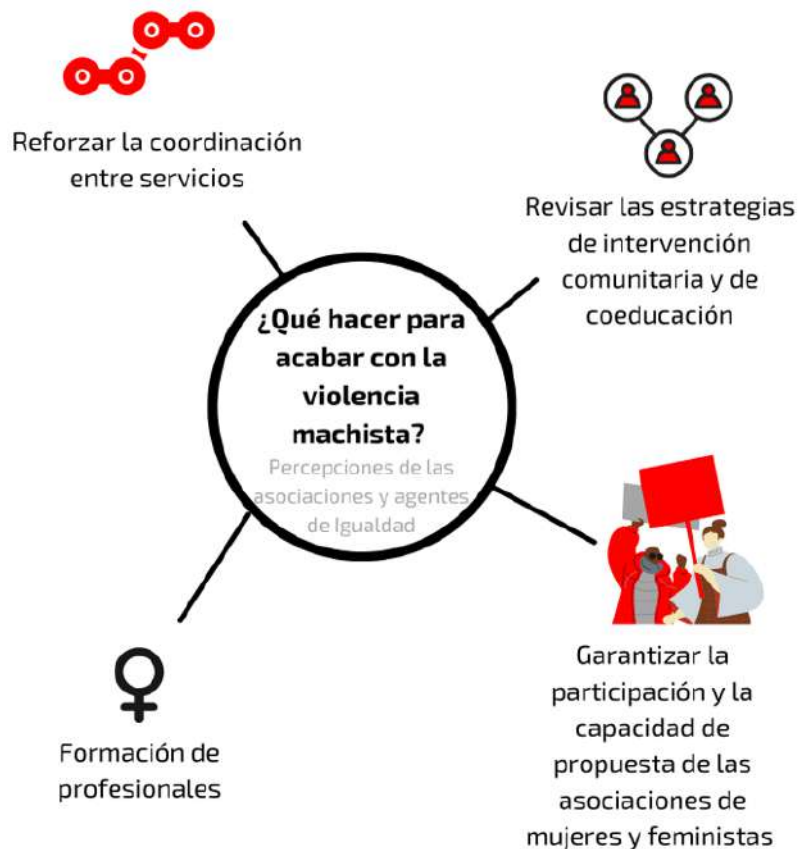 Reforzar la coordinación
entre servicios
Revisar las estrategias
de intervención
comunitaria y de
coeducación
¿Qué hacer para
acabar con la
violencia
machista?
Percepciones de las
asociaciones y agentes
de Igualdad
Formación de
profesionales
Garantizar la
participación y la
capacidad de
propuesta de las
asociaciones de
mujeres y feministas